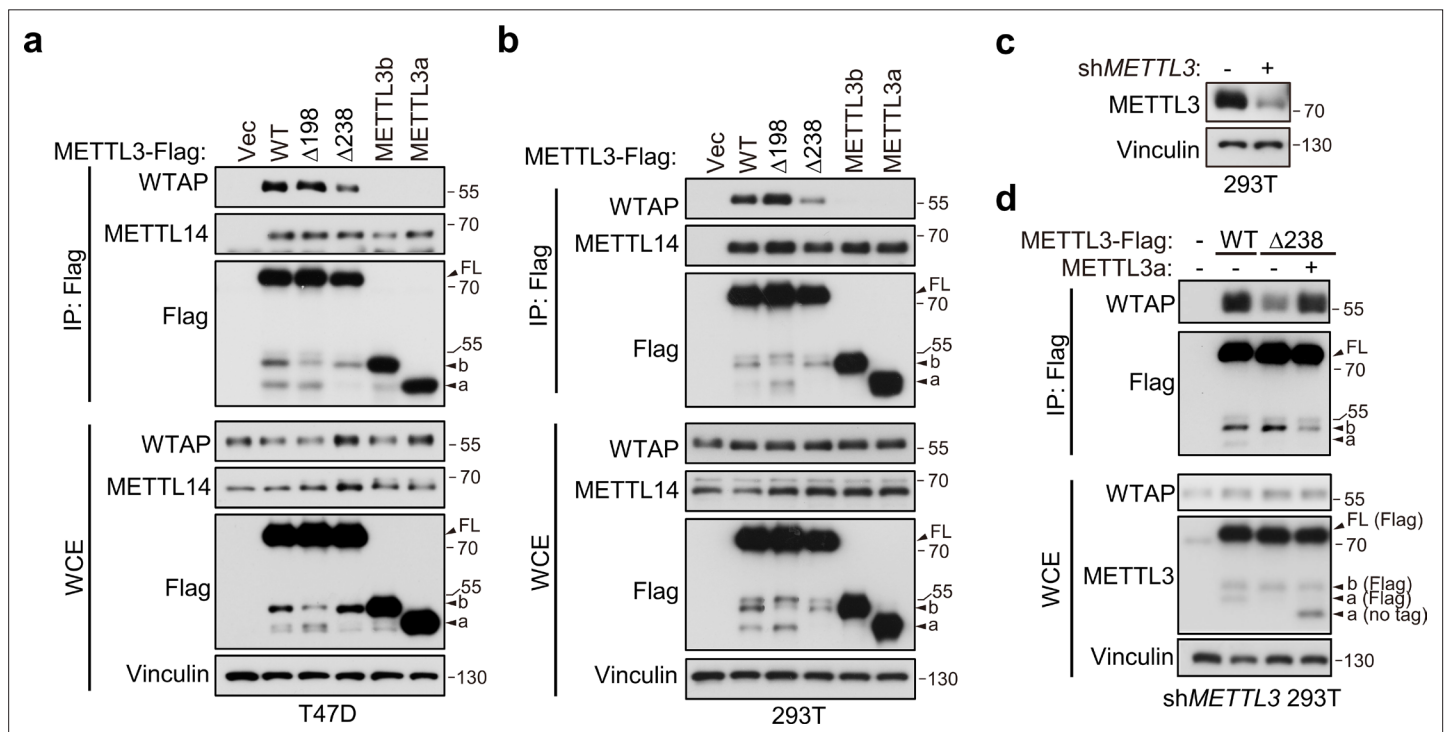 a
METTL3-Flag:
Vec
WT
Δ198
Δ238
METTL3b
METTL3a
IP: Flag
WTAP
-55
METTL14
-70
Flag
FL
-70
55
b
a
WCE
WTAP
-55
METTL14
-70
Flag
FL
-70
55
b
a
Vinculin
-130
T47D
b
METTL3-Flag:
Vec
WT
Δ198
Δ238
METTL3b
METTL3a
IP: Flag
WTAP
-55
METTL14
-70
Flag
FL
-70
55
b
a
WCE
WTAP
-55
METTL14
-70
Flag
FL
-70
55
b
a
Vinculin
-130
293T
c
shMETTL3: - +
METTL3
-70
Vinculin
-130
293T
d
METTL3-Flag: - WT Δ238
METTL3a: - - - +
IP: Flag
WTAP
-55
Flag
FL
-70
55
b
a
WCE
WTAP
-55
METTL3
FL (Flag)
70
b (Flag)
a (Flag)
a (no tag)
Vinculin
-130
shMETTL3 293T